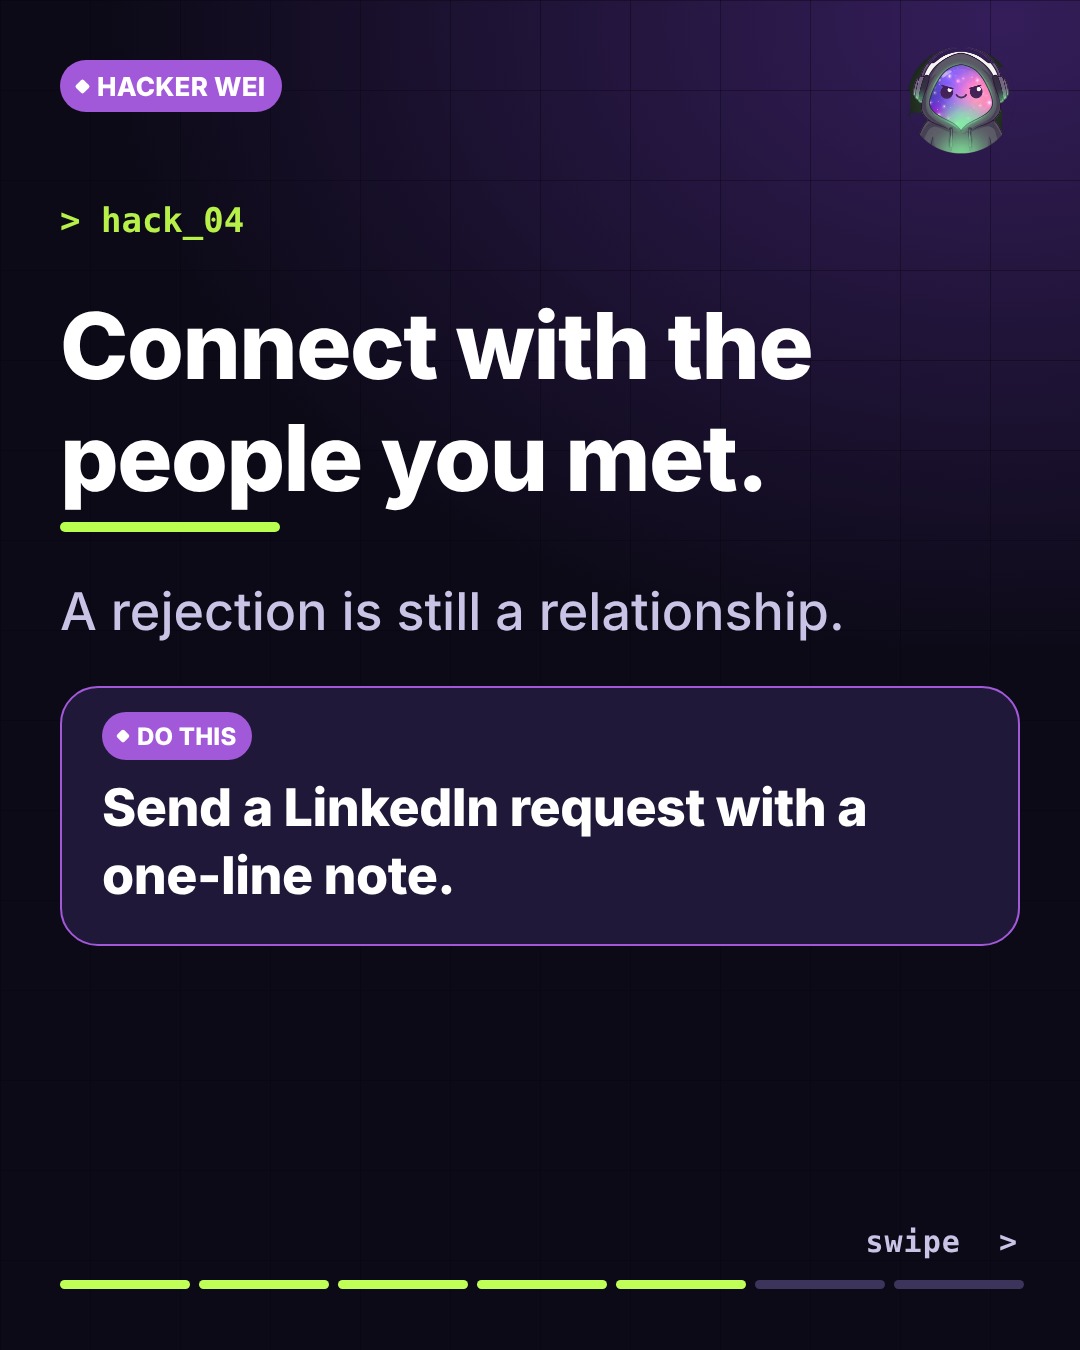 HACKER WEI
> hack_04
Connect with the
people you met.
A rejection is still a relationship.
DO THIS
Send a LinkedIn request with a
one-line note.
swipe >